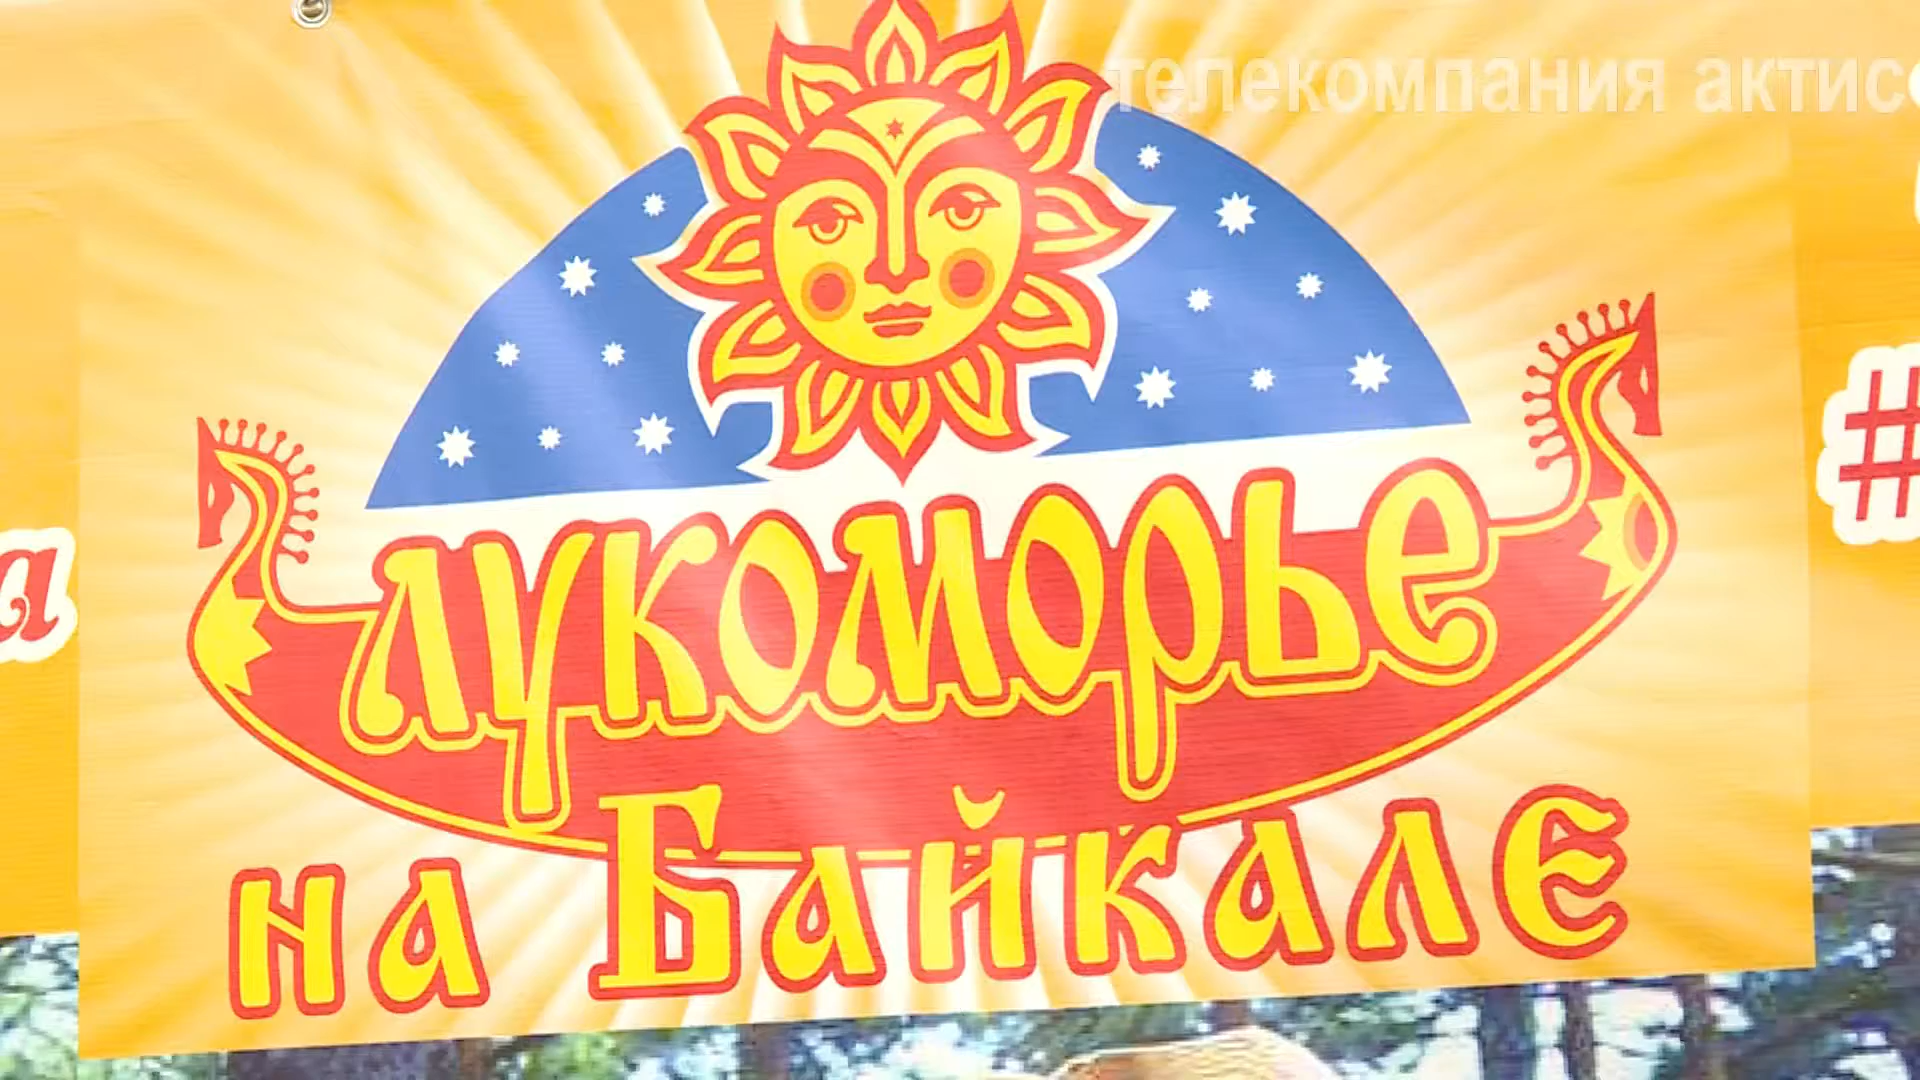 телекомпания актис
#
а
Лукоморье
на Байкале